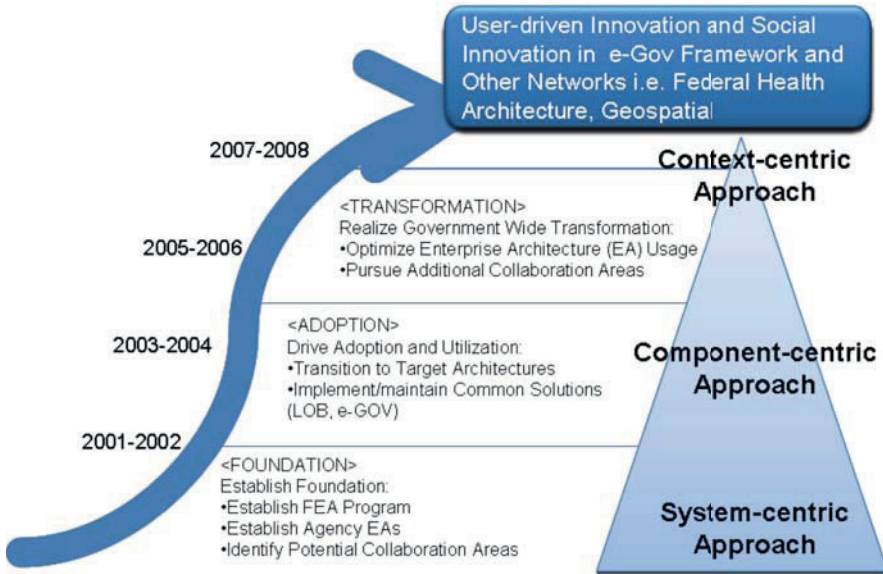 User-driven Innovation and Social
Innovation in e-Gov Framework and
Other Networks i.e. Federal Health
Architecture, Geospatial
2007-2008
Context-centric
Approach
<TRANSFORMATION>
Realize Government Wide Transformation:
•Optimize Enterprise Architecture (EA) Usage
•Pursue Additional Collaboration Areas
2005-2006
<ADOPTION>
Drive Adoption and Utilization:
•Transition to Target Architectures
•Implement/maintain Common Solutions
(LOB, e-GOV)
2003-2004
Component-centric
Approach
2001-2002
<FOUNDATION>
Establish Foundation:
•Establish FEA Program
•Establish Agency EAs
•Identify Potential Collaboration Areas
System-centric
Approach